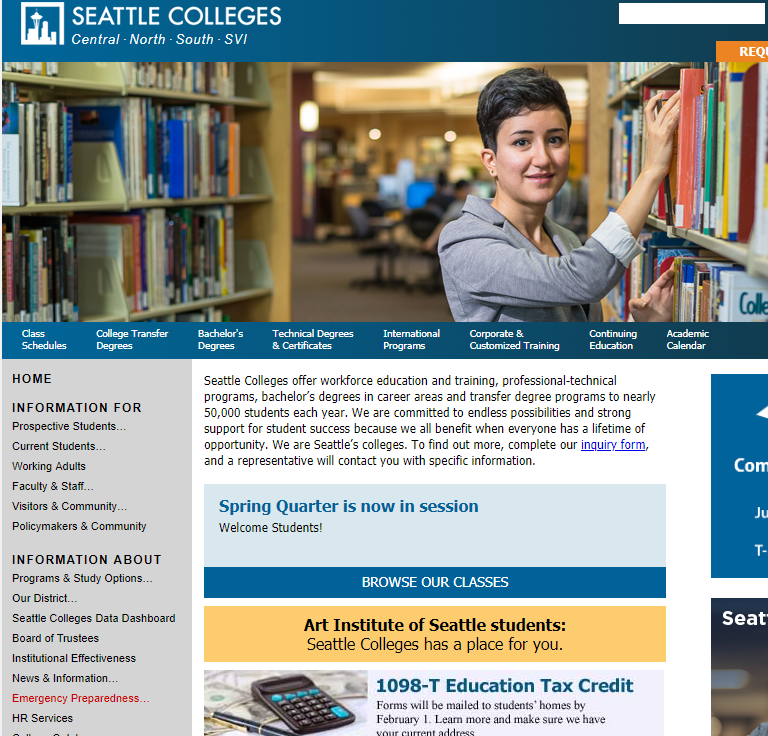 SEATTLE COLLEGES
Central · North · South · SVI
REQU
Colle
Class
Schedules
College Transfer
Degrees
Bachelor's
Degrees
Technical Degrees
& Certificates
International
Programs
Corporate &
Customized Training
Continuing
Education
Academic
Calendar
HOME
INFORMATION FOR
Prospective Students...
Current Students...
Working Adults
Faculty & Staff...
Visitors & Community...
Policymakers & Community
INFORMATION ABOUT
Programs & Study Options...
Our District...
Seattle Colleges Data Dashboard
Board of Trustees
Institutional Effectiveness
News & Information...
Emergency Preparedness...
HR Services
Seattle Colleges offer workforce education and training, professional-technical
programs, bachelor's degrees in career areas and transfer degree programs to nearly
50,000 students each year. We are committed to endless possibilities and strong
support for student success because we all benefit when everyone has a lifetime of
opportunity. We are Seattle's colleges. To find out more, complete our inquiry form,
and a representative will contact you with specific information.
Spring Quarter is now in session
Welcome Students!
BROWSE OUR CLASSES
Art Institute of Seattle students:
Seattle Colleges has a place for you.
1098-T Education Tax Credit
Forms will be mailed to students' homes by
February 1. Learn more and make sure we have
your current address
Com
Ju
T-
Seat